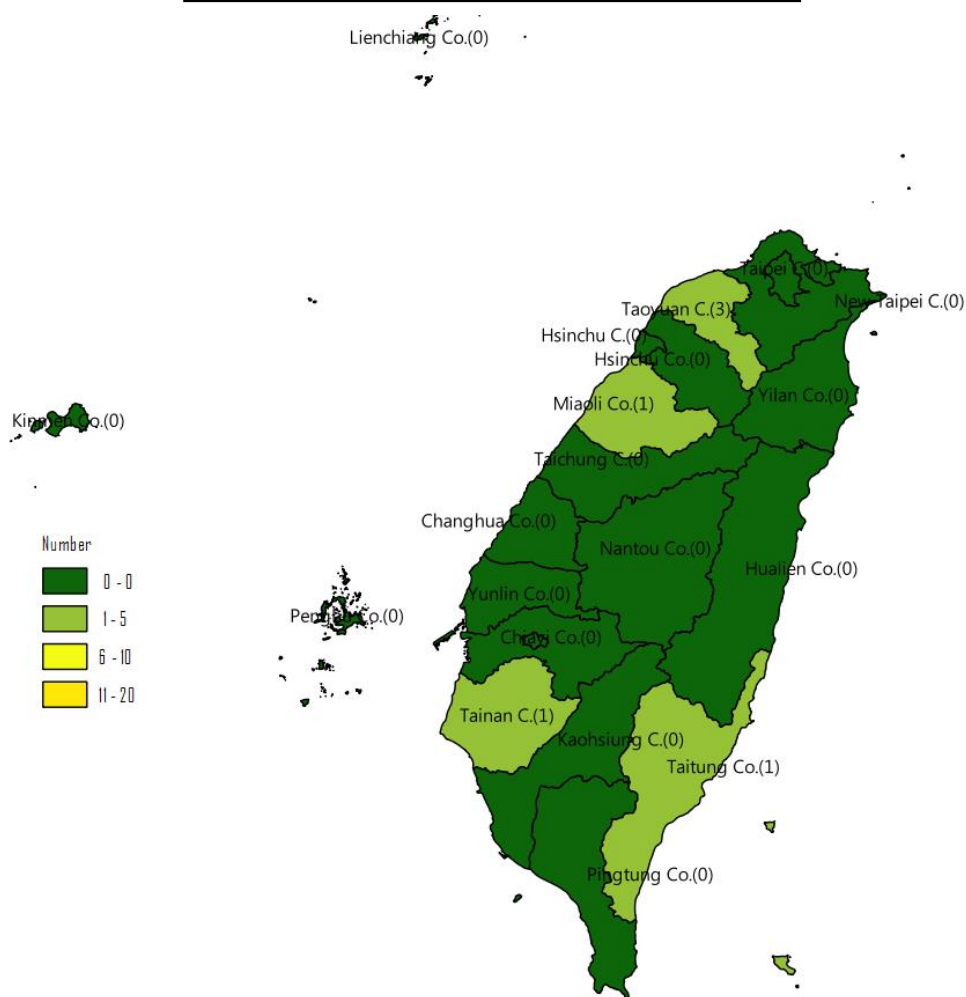 Lienchiang Co.(0)
Taipei C.(0)
New Taipei C.(0)
Taoyuan C.(3)
Hsinchu C.(0)
Hsinchu Co.(0)
Yilan Co.(0)
Miaoli Co.(1)
Kinmen Co.(0)
Taichung C.(0)
Changhua Co.(0)
Nantou Co.(0)
Hualien Co.(0)
Yunlin Co.(0)
Penghu Co.(0)
Chiayi Co.(0)
Tainan C.(1)
Kaohsiung C.(0)
Taitung Co.(1)
Pingtung Co.(0)
Number
0 - 0
1 - 5
6 - 10
11 - 20